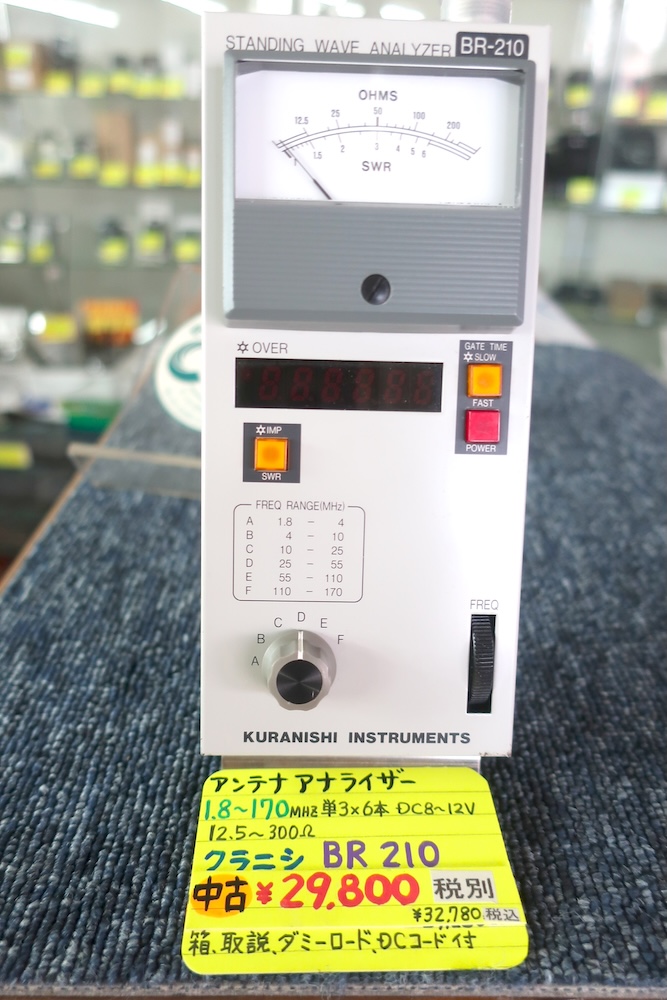 STANDING WAVE ANALYZER BR-210
OHMS
12.5 25 50 100 200
1 1.5 2 3 4 5 6
SWR
OVER
GATE TIME
SLOW
FAST
POWER
IMP
SWR
FREQ RANGE(MHz)
A 1.8 - 4
B 4 - 10
C 10 - 25
D 25 - 55
E 55 - 110
F 110 - 170
FREQ
A B C D E F
KURANISHI INSTRUMENTS
アンテナアナライザー
1.8~170MHZ 単3×6本 DC8~12V
12.5~300Ω
クラニシ BR 210
中古 ¥29,800 税別
¥32,780 税込
箱、取説、ダミーロード、DCコード付